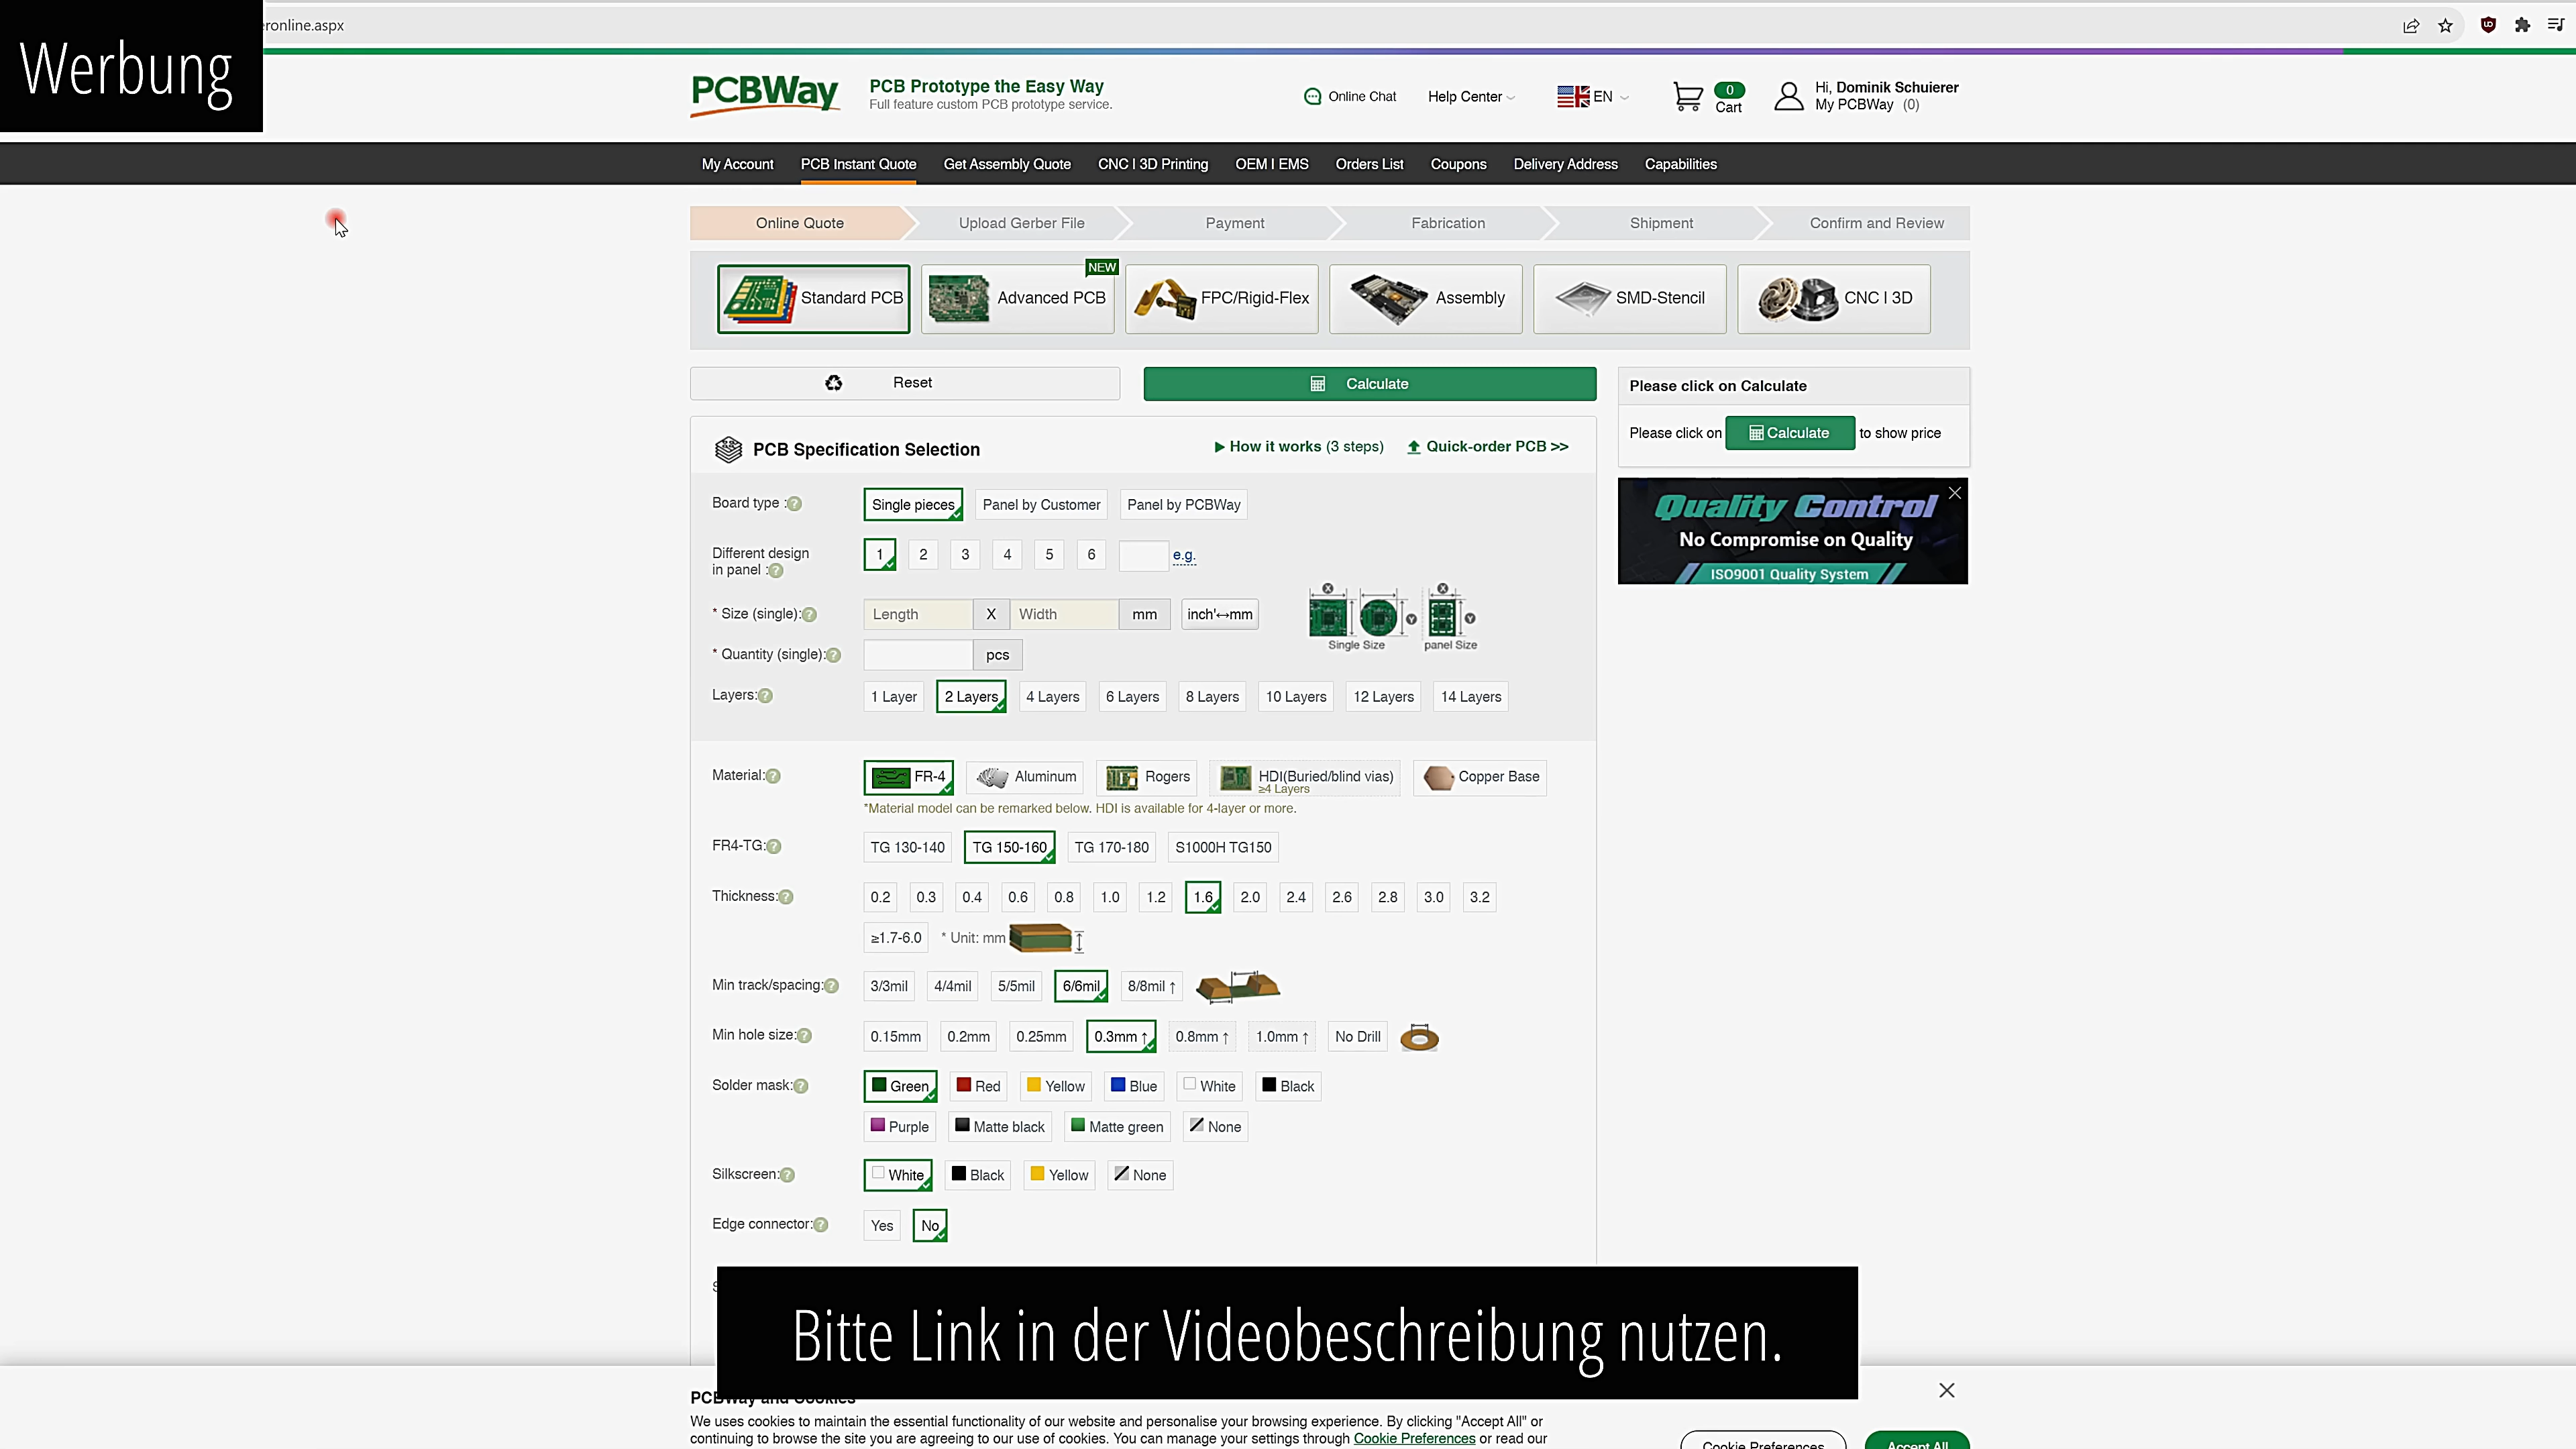 eronline.aspx
Werbung
PCBWay
PCB Prototype the Easy Way
Full feature custom PCB prototype service.
Online Chat
Help Center
EN
0
Cart
Hi, Dominik Schuierer
My PCBWay (0)
My Account PCB Instant Quote Get Assembly Quote CNC | 3D Printing OEM | EMS Orders List Coupons Delivery Address Capabilities
Online Quote Upload Gerber File Payment Fabrication Shipment Confirm and Review
NEW
Standard PCB Advanced PCB FPC/Rigid-Flex Assembly SMD-Stencil CNC | 3D
Reset
Calculate
Please click on Calculate
Please click on Calculate to show price
PCB Specification Selection
How it works (3 steps)
Quick-order PCB >>
Quality Control
No Compromise on Quality
ISO9001 Quality System
Board type :? Single pieces Panel by Customer Panel by PCBWay
Different design
in panel :? 1 2 3 4 5 6 e.g.
* Size (single):? Length X Width mm inch'↔mm
X X
Y Y
Single Size panel Size
* Quantity (single):? pcs
Layers:? 1 Layer 2 Layers 4 Layers 6 Layers 8 Layers 10 Layers 12 Layers 14 Layers
Material:? FR-4 Aluminum Rogers HDI(Buried/blind vias) Copper Base
≥4 Layers
*Material model can be remarked below. HDI is available for 4-layer or more.
FR4-TG:? TG 130-140 TG 150-160 TG 170-180 S1000H TG150
Thickness:? 0.2 0.3 0.4 0.6 0.8 1.0 1.2 1.6 2.0 2.4 2.6 2.8 3.0 3.2
≥1.7-6.0 * Unit: mm
Min track/spacing:? 3/3mil 4/4mil 5/5mil 6/6mil 8/8mil ↑
Min hole size:? 0.15mm 0.2mm 0.25mm 0.3mm ↑ 0.8mm ↑ 1.0mm ↑ No Drill
Solder mask:? Green Red Yellow Blue White Black
Purple Matte black Matte green None
Silkscreen:? White Black Yellow None
Edge connector:? Yes No
Bitte Link in der Videobeschreibung nutzen.
PCBWay and Cookies
We uses cookies to maintain the essential functionality of our website and personalise your browsing experience. By clicking "Accept All" or
continuing to browse the site you are agreeing to our use of cookies. You can manage your settings through Cookie Preferences or read our
Cookie Preferences
Accept All